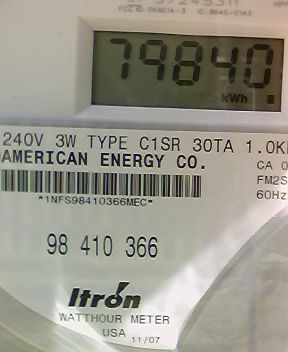 79840
kWh
240V 3W TYPE C1SR 30TA 1.0K
AMERICAN ENERGY CO.
CA 0
FM2S
60Hz
*1NFS98410366MEC*
98 410 366
Itron
WATTHOUR METER
USA 11/07